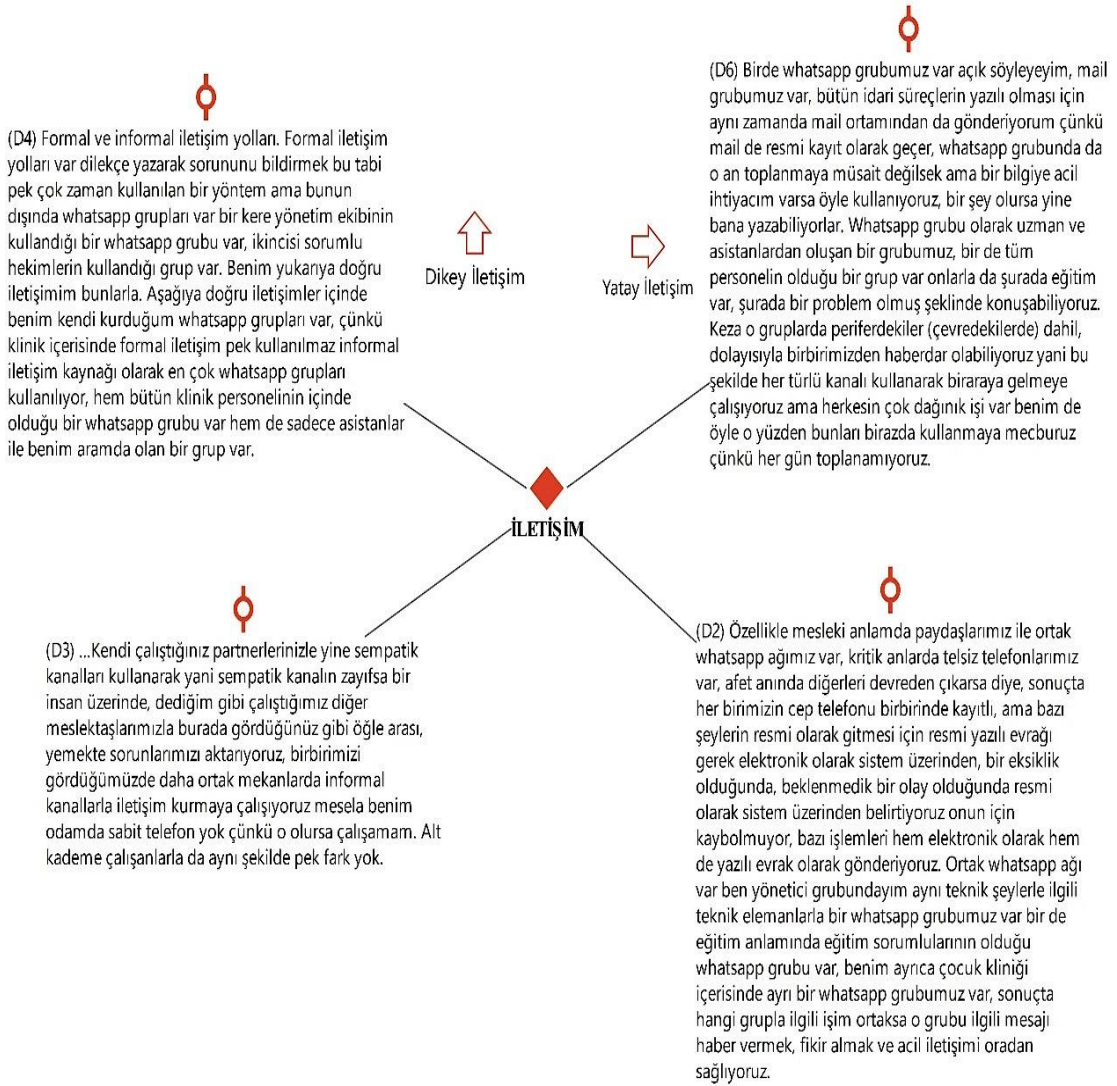 (D4) Formal ve informal iletişim yolları. Formal iletişim
yolları var dilekçe yazarak sorununu bildirmek bu tabi
pek çok zaman kullanılan bir yöntem ama bunun
dışında whatsapp grupları var bir kere yönetim ekibinin
kullandığı bir whatsapp grubu var, ikincisi sorumlu
hekimlerin kullandığı grup var. Benim yukarıya doğru
iletişimim bunlarla. Aşağıya doğru iletişimler içinde
benim kendi kurduğum whatsapp grupları var, çünkü
klinik içerisinde formal iletişim pek kullanılmaz informal
iletişim kaynağı olarak en çok whatsapp grupları
kullanılıyor, hem bütün klinik personelinin içinde
olduğu bir whatsapp grubu var hem de sadece asistanlar
ile benim aramda olan bir grup var.
Dikey İletişim
Yatay İletişim
(D6) Birde whatsapp grubumuz var açık söyleyeyim, mail
grubumuz var, bütün idari süreçlerin yazılı olması için
aynı zamanda mail ortamından da gönderiyorum çünkü
mail de resmi kayıt olarak geçer, whatsapp grubunda da
o an toplanmaya müsait değilsek ama bir bilgiye acil
ihtiyacım varsa öyle kullanıyoruz, bir şey olursa yine
bana yazabiliyorlar. Whatsapp grubu olarak uzman ve
asistanlardan oluşan bir grubumuz, bir de tüm
personelin olduğu bir grup var onlarla da şurada eğitim
var, şurada bir problem olmuş şeklinde konuşabiliyoruz.
Keza o gruplarda periferdekiler (çevredekilerde) dahil,
dolayısıyla birbirimizden haberdar olabiliyoruz yani bu
şekilde her türlü kanalı kullanarak biraraya gelmeye
çalışıyoruz ama herkesin çok dağınık işi var benim de
öyle o yüzden bunları birazda kullanmaya mecburuz
çünkü her gün toplanamıyoruz.
İLETİŞİM
(D3) ...Kendi çalıştığınız partnerlerinizle yine sempatik
kanalları kullanarak yani sempatik kanalın zayıfsa bir
insan üzerinde, dediğim gibi çalıştığımız diğer
meslektaşlarımızla burada gördüğünüz gibi öğle arası,
yemekte sorunlarımızı aktarıyoruz, birbirimizi
gördüğümüzde daha ortak mekanlarda informal
kanallarla iletişim kurmaya çalışıyoruz mesela benim
odamda sabit telefon yok çünkü o olursa çalışamam. Alt
kademe çalışanlarla da aynı şekilde pek fark yok.
(D2) Özellikle mesleki anlamda paydaşlarımız ile ortak
whatsapp ağımız var, kritik anlarda telsiz telefonlarımız
var, afet anında diğerleri devreden çıkarsa diye, sonuçta
her birimizin cep telefonu birbirinde kayıtlı, ama bazı
şeylerin resmi olarak gitmesi için resmi yazılı evrağı
gerek elektronik olarak sistem üzerinden, bir eksiklik
olduğunda, beklenmedik bir olay olduğunda resmi
olarak sistem üzerinden belirtiyoruz onun için
kaybolmuyor, bazı işlemleri hem elektronik olarak hem
de yazılı evrak olarak gönderiyoruz. Ortak whatsapp ağı
var ben yönetici grubundayım aynı teknik şeylerle ilgili
teknik elemanlarla bir whatsapp grubumuz var bir de
eğitim anlamında eğitim sorumlularının olduğu
whatsapp grubu var, benim ayrıca çocuk kliniği
içerisinde ayrı bir whatsapp grubumuz var, sonuçta
hangi grupla ilgili işim ortaksa o grubu ilgili mesajı
haber vermek, fikir almak ve acil iletişimi oradan
sağlıyoruz.